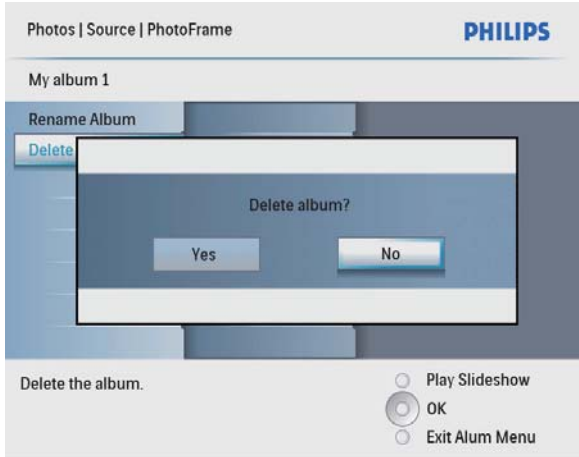 Photos | Source | PhotoFrame
PHILIPS
My album 1
Rename Album
Delete
Delete album?
Yes
No
Delete the album.
Play Slideshow
OK
Exit Alum Menu